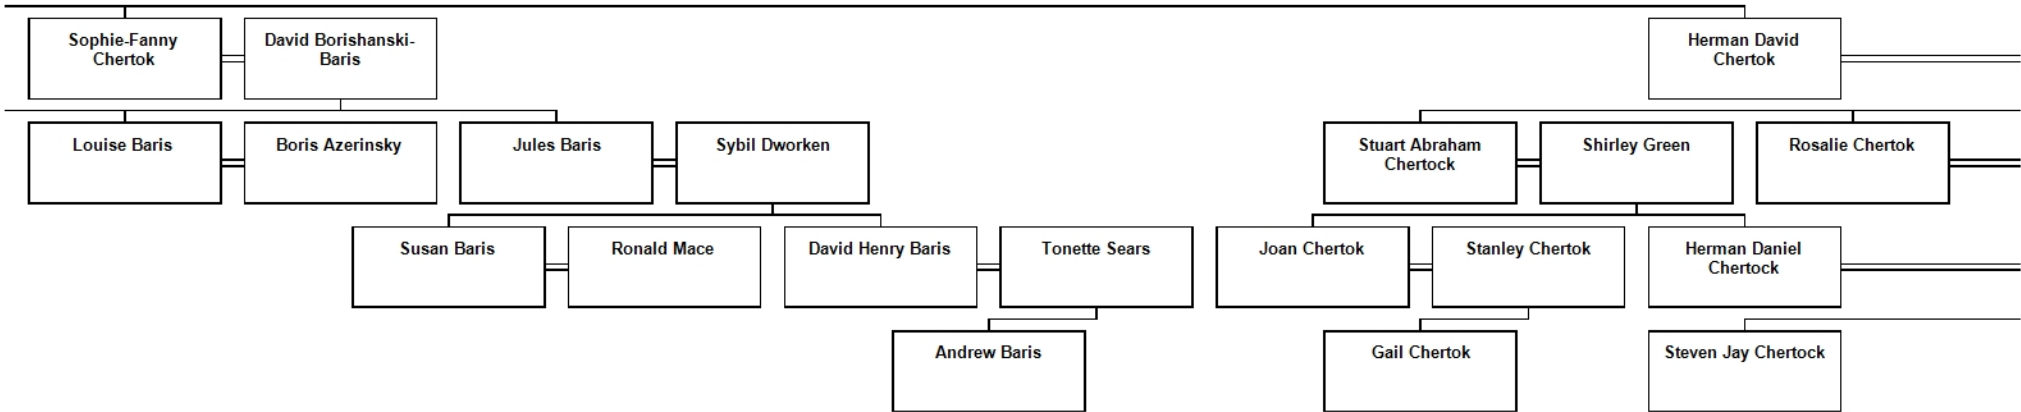 Sophie-Fanny
Chertok
David Borishanski-
Baris
Herman David
Chertok
Louise Baris
Boris Azerinsky
Jules Baris
Sybil Dworken
Stuart Abraham
Chertock
Shirley Green
Rosalie Chertok
Susan Baris
Ronald Mace
David Henry Baris
Tonette Sears
Joan Chertok
Stanley Chertok
Herman Daniel
Chertock
Andrew Baris
Gail Chertok
Steven Jay Chertock